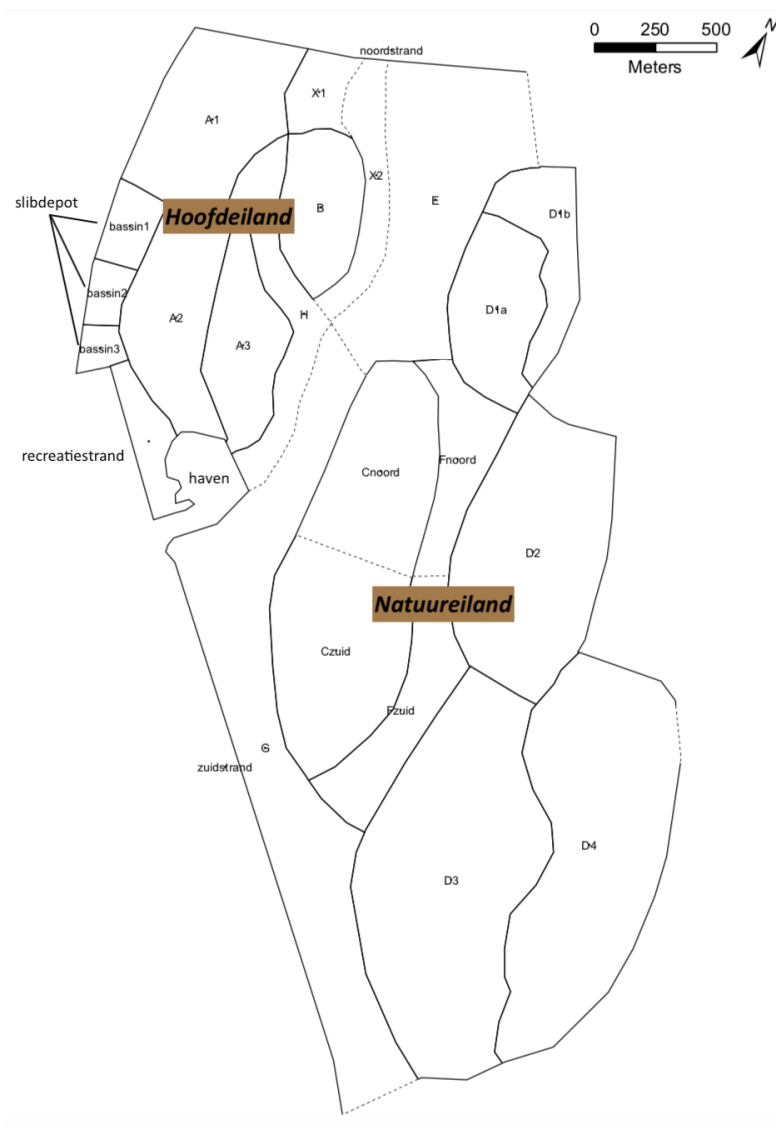 noordstrand
0 250 500
Meters
N
X1
A1
slibdepot
X2
E
B
Hoofdeiland
D1b
bassin1
bassin2
D1a
H
A2
bassin3
A3
recreatiestrand
Fnoord
Cnoord
haven
D2
Natuureiland
Czuid
Fzuid
G
zuidstrand
D4
D3